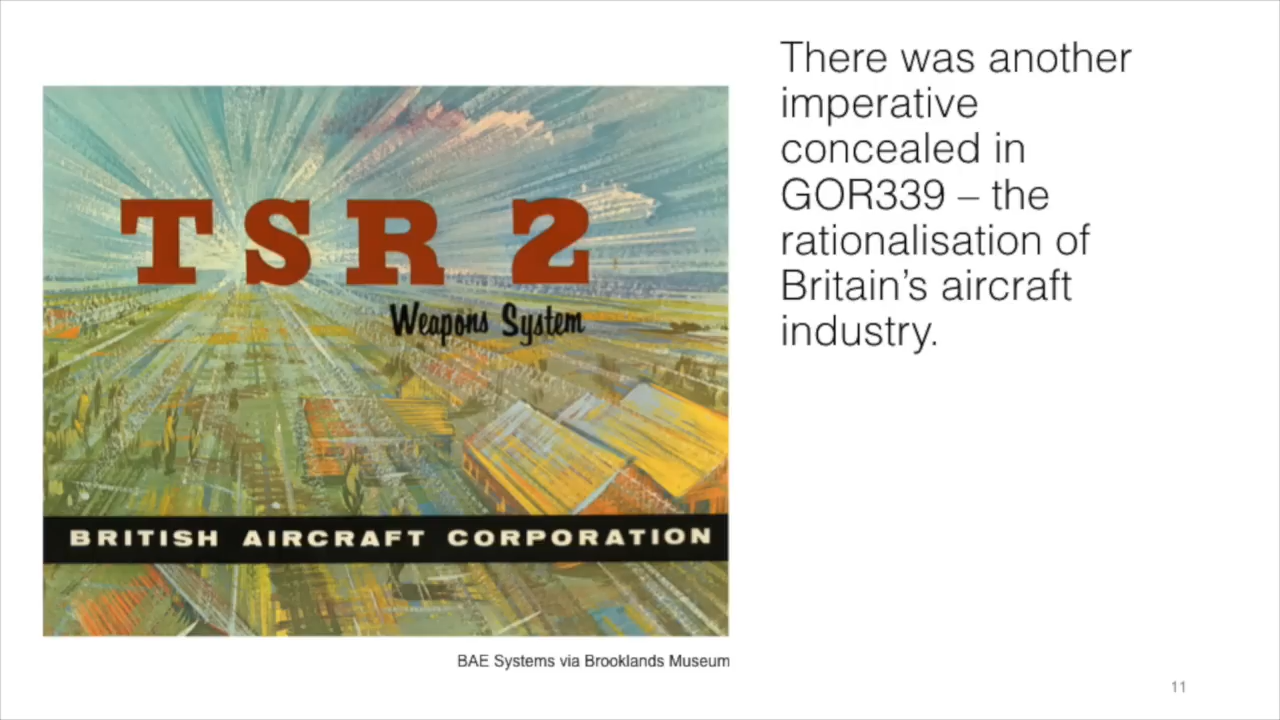 TSR 2
Weapons System
BRITISH AIRCRAFT CORPORATION
BAE Systems via Brooklands Museum
There was another
imperative
concealed in
GOR339 – the
rationalisation of
Britain’s aircraft
industry.
11